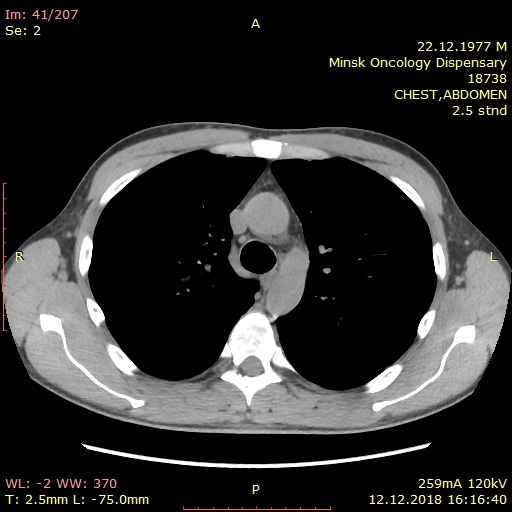 Im: 41/207
Se: 2
A
22.12.1977 M
Minsk Oncology Dispensary
18738
CHEST,ABDOMEN
2.5 stnd
R
L
WL: -2 WW: 370
T: 2.5mm L: -75.0mm
P
259mA 120kV
12.12.2018 16:16:40